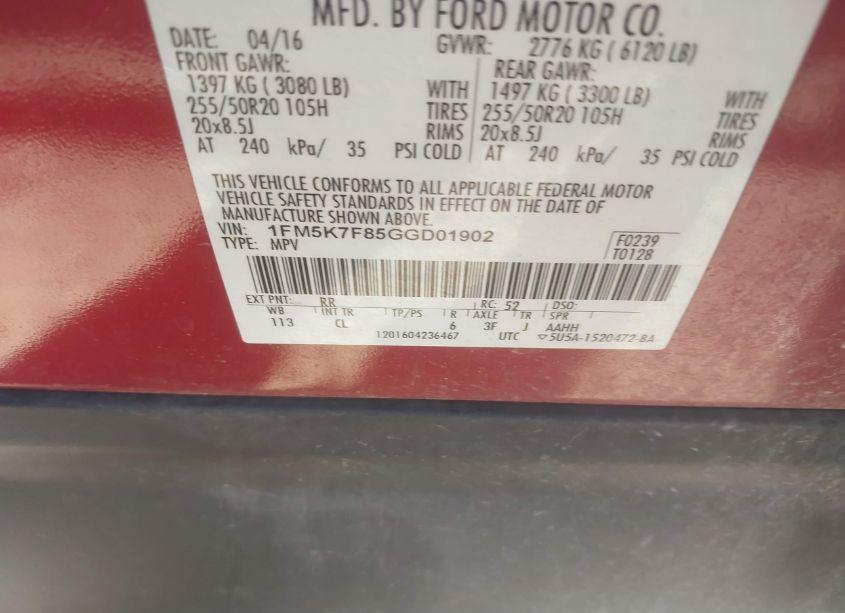 MFD. BY FORD MOTOR CO.
DATE: 04/16 GVWR: 2776 KG ( 6120 LB)
FRONT GAWR: REAR GAWR:
1397 KG ( 3080 LB) WITH 1497 KG ( 3300 LB) WITH
255/50R20 105H TIRES 255/50R20 105H TIRES
20x8.5J RIMS 20x8.5J RIMS
AT 240 kPa/ 35 PSI COLD AT 240 kPa/ 35 PSI COLD
THIS VEHICLE CONFORMS TO ALL APPLICABLE FEDERAL MOTOR
VEHICLE SAFETY STANDARDS IN EFFECT ON THE DATE OF
MANUFACTURE SHOWN ABOVE.
VIN: 1FM5K7F85GGD01902 F0239
TYPE: MPV T0128
EXT PNT: RR RC: 52 DSO:
WB INT TR TP/PS R AXLE TR SPR
113 CL 6 3F J AAHH
1201604236467 UTC ▽5U5A-1520472-BA